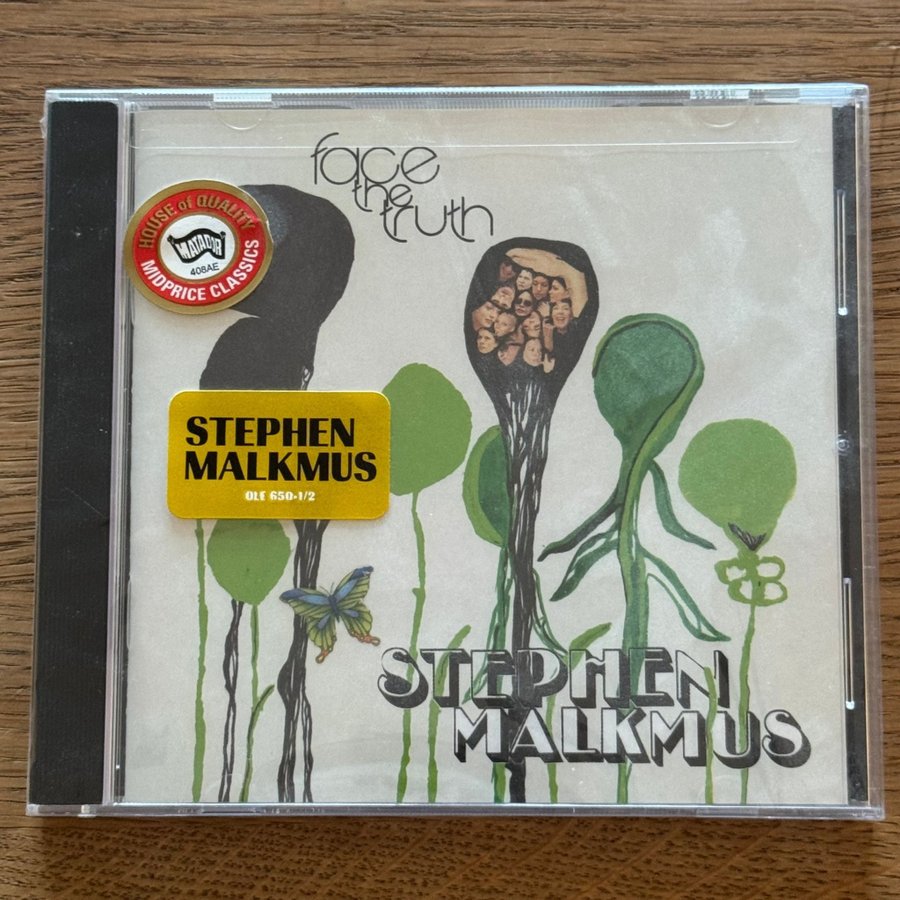 face
the
truth
HOUSE of QUALITY
MATADOR
408AE
MIDPRICE CLASSICS
STEPHEN
MALKMUS
OLE 650-1/2
STEPHEN
MALKMUS